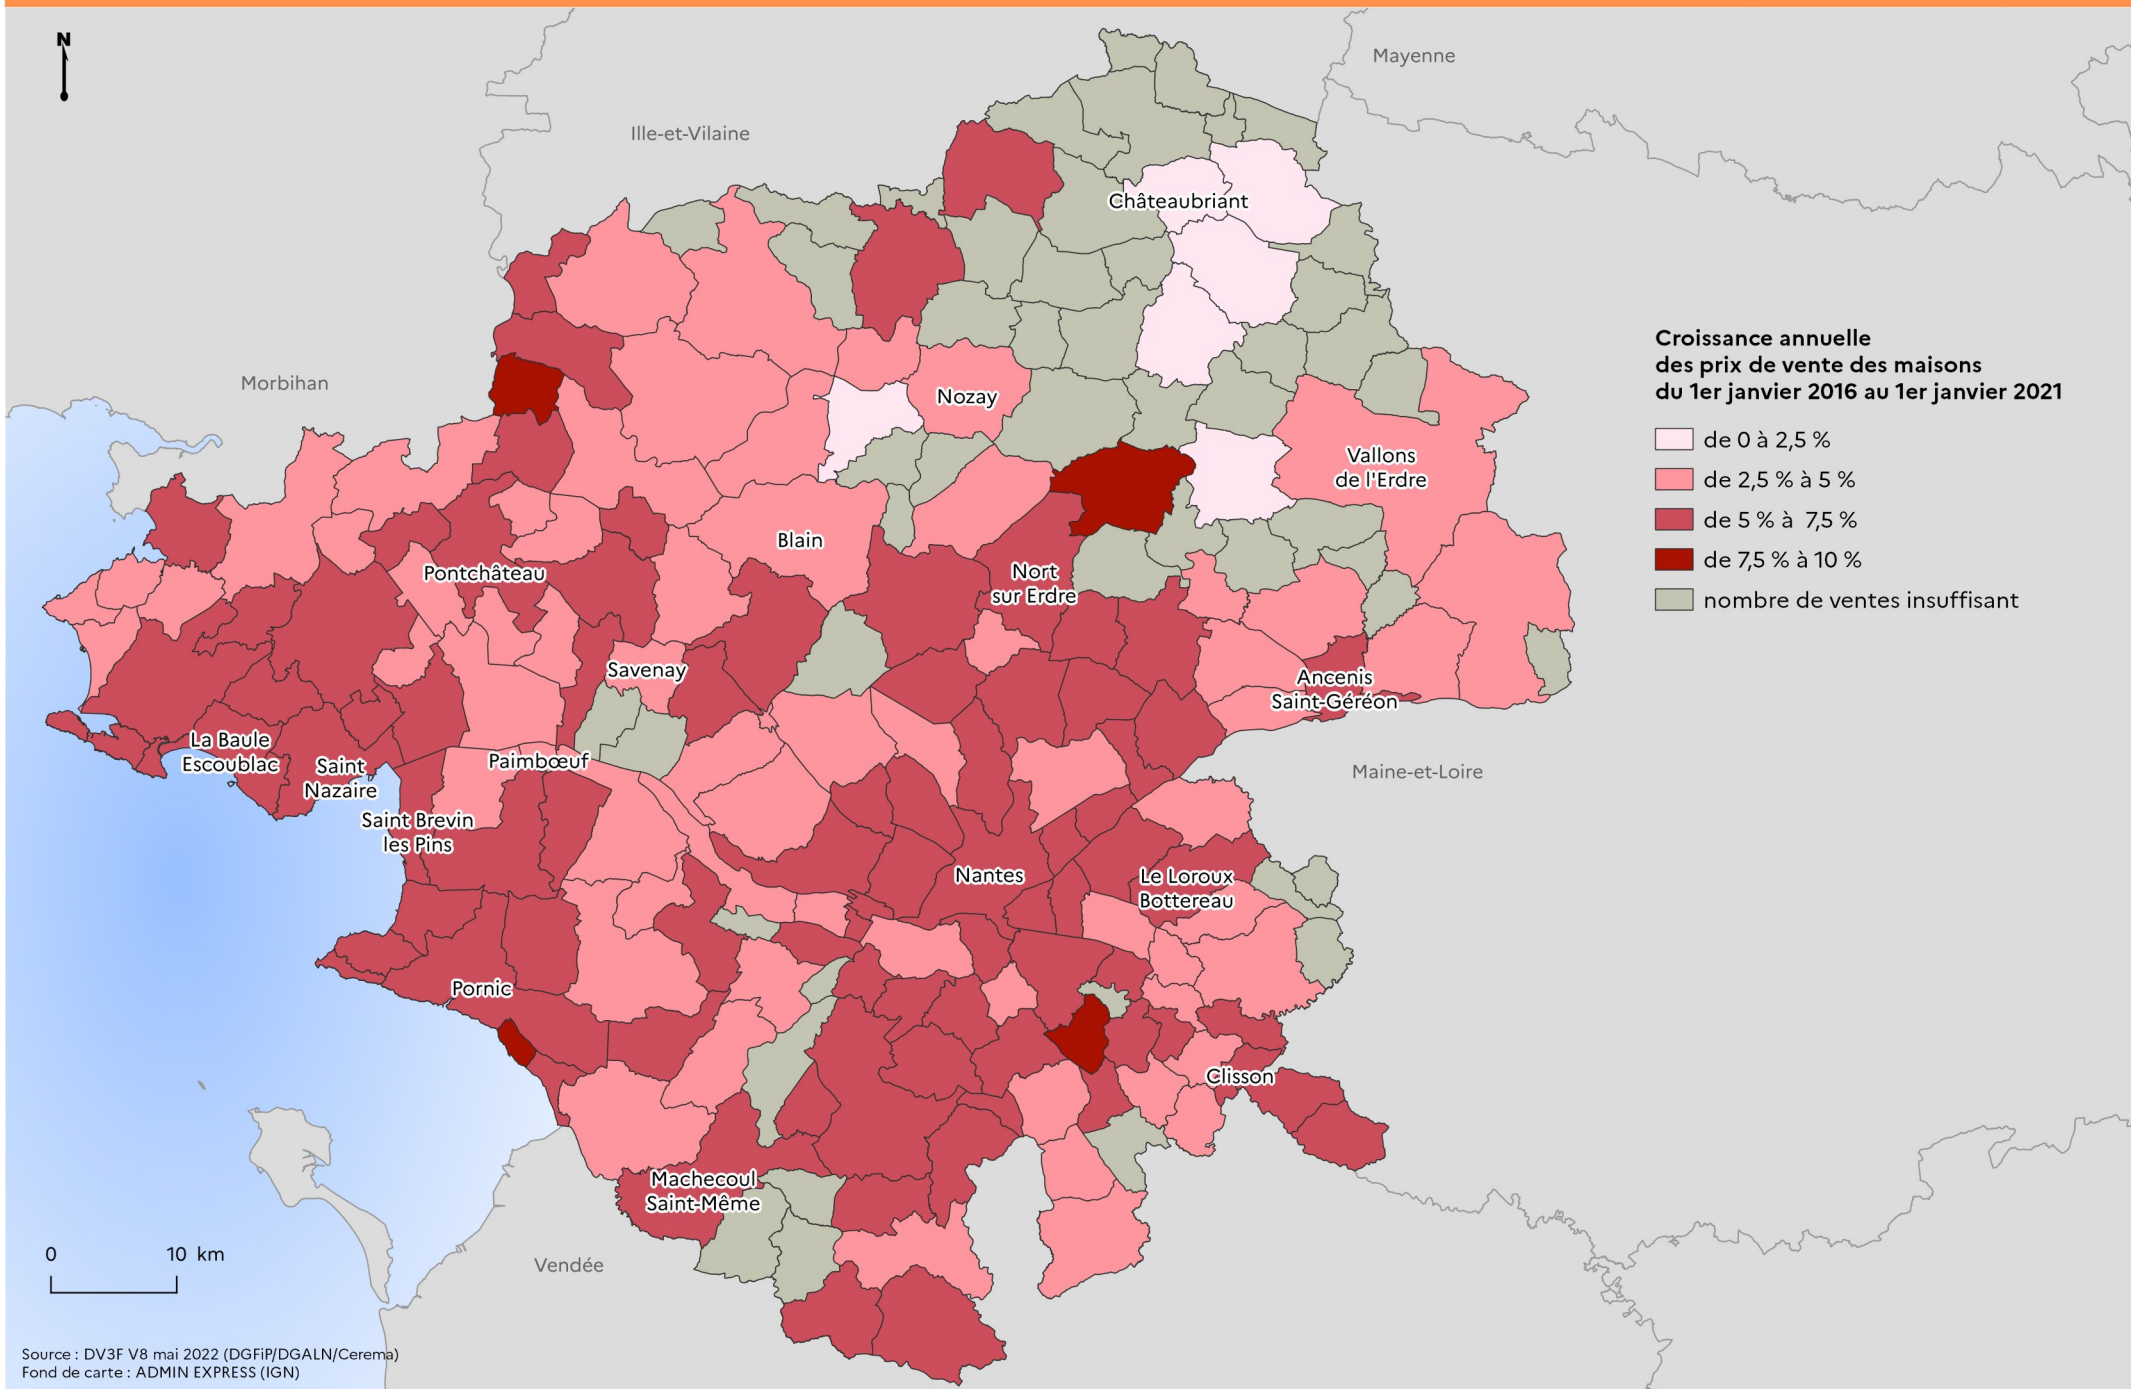 N
Mayenne
Ille-et-Vilaine
Châteaubriant
Croissance annuelle
des prix de vente des maisons
du 1er janvier 2016 au 1er janvier 2021
de 0 à 2,5 %
de 2,5 % à 5 %
de 5 % à 7,5 %
de 7,5 % à 10 %
nombre de ventes insuffisant
Morbihan
Nozay
Vallons
de l'Erdre
Blain
Pontchâteau
Nort
sur Erdre
Savenay
Ancenis
Saint-Géréon
La Baule
Escoublac
Saint
Nazaire
Paimbœuf
Maine-et-Loire
Saint Brevin
les Pins
Nantes
Le Loroux
Bottereau
Pornic
Clisson
Machecoul
Saint-Même
Vendée
0 10 km
Source : DV3F V8 mai 2022 (DGFiP/DGALN/Cerema)
Fond de carte : ADMIN EXPRESS (IGN)